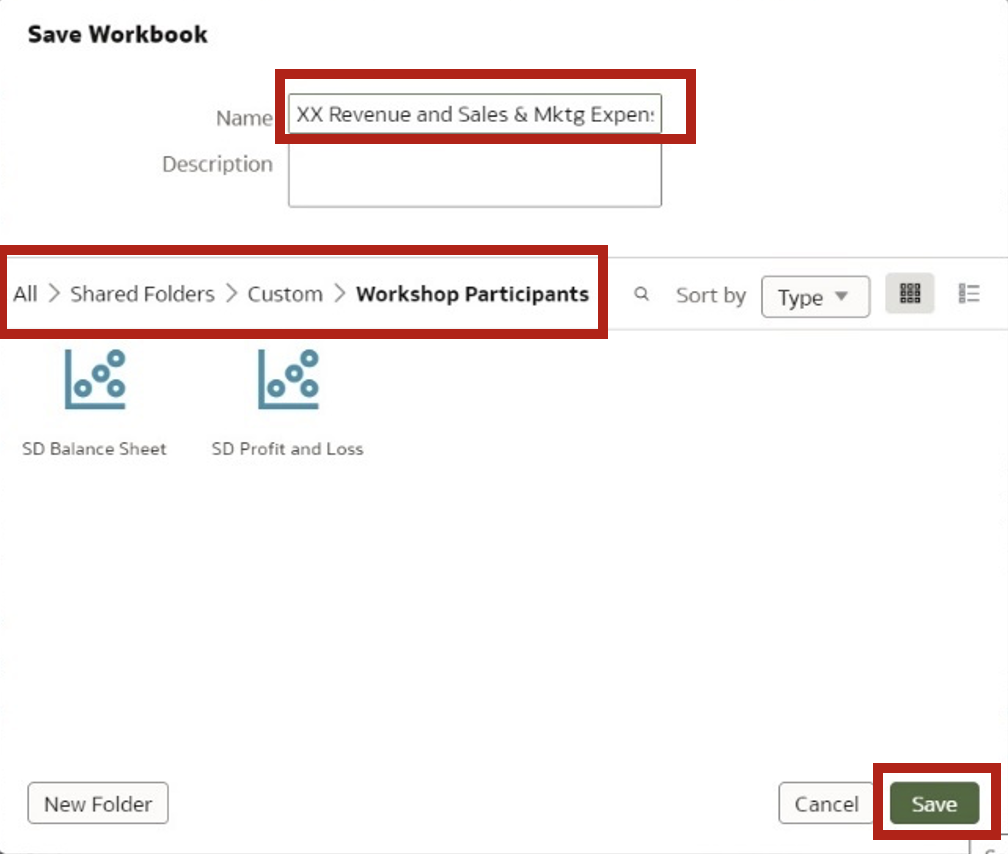 Save Workbook
Name XX Revenue and Sales & Mktg Expens
Description
All > Shared Folders > Custom > Workshop Participants Sort by Type
SD Balance Sheet SD Profit and Loss
New Folder Cancel Save